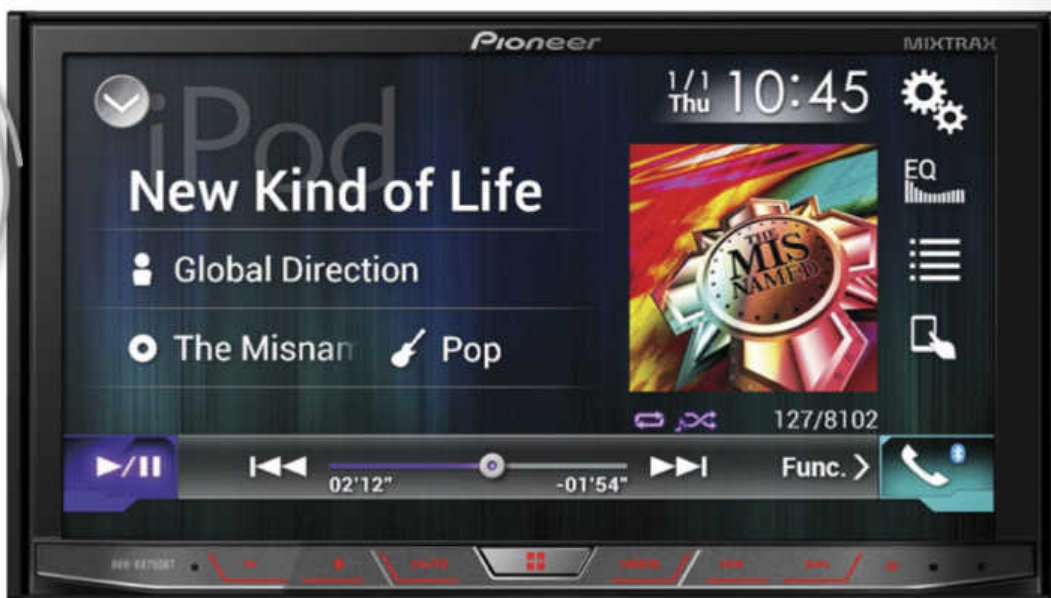 Pioneer
MIXTRAX
iPod
1/1
Thu
10:45
New Kind of Life
EQ
Global Direction
THE
MIS
NAMED
The Misnam
Pop
127/8102
02'12"
-01'54"
Func.